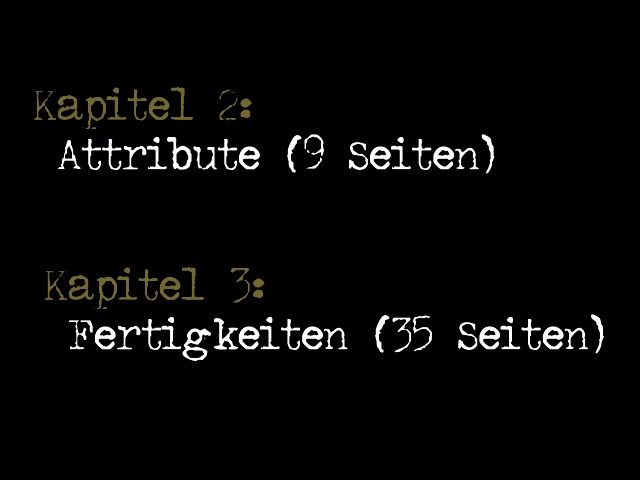 Kapitel 2:
Attribute (9 Seiten)
Kapitel 3:
Fertigkeiten (35 Seiten)